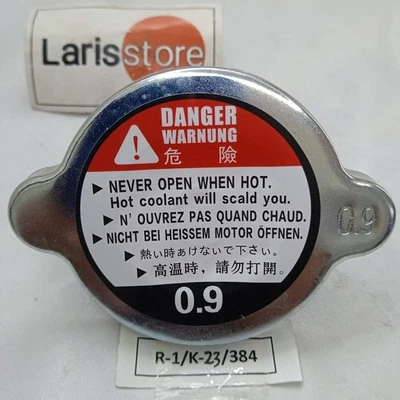 Larisstore
DANGER
WARNUNG
危 險
▶ NEVER OPEN WHEN HOT.
Hot coolant will scald you.
▶ N' OUVREZ PAS QUAND CHAUD.
▶ NICHT BEI HEISSEM MOTOR ÖFFNEN.
▶ 熱い時あけないで下さい。
▶ 高温時，請勿打開。
0.9
0.9
R-1/K-23/384